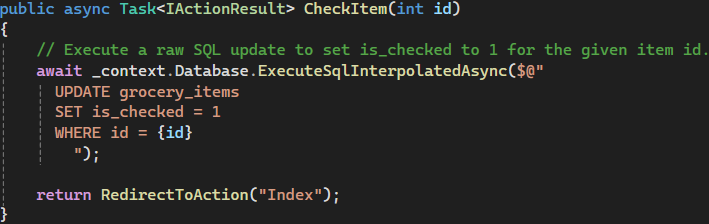 public async Task<IActionResult> CheckItem(int id)
{
    // Execute a raw SQL update to set is_checked to 1 for the given item id.
    await _context.Database.ExecuteSqlInterpolatedAsync($@"
      UPDATE grocery_items
      SET is_checked = 1
      WHERE id = {id}
        ");
    return RedirectToAction("Index");
}